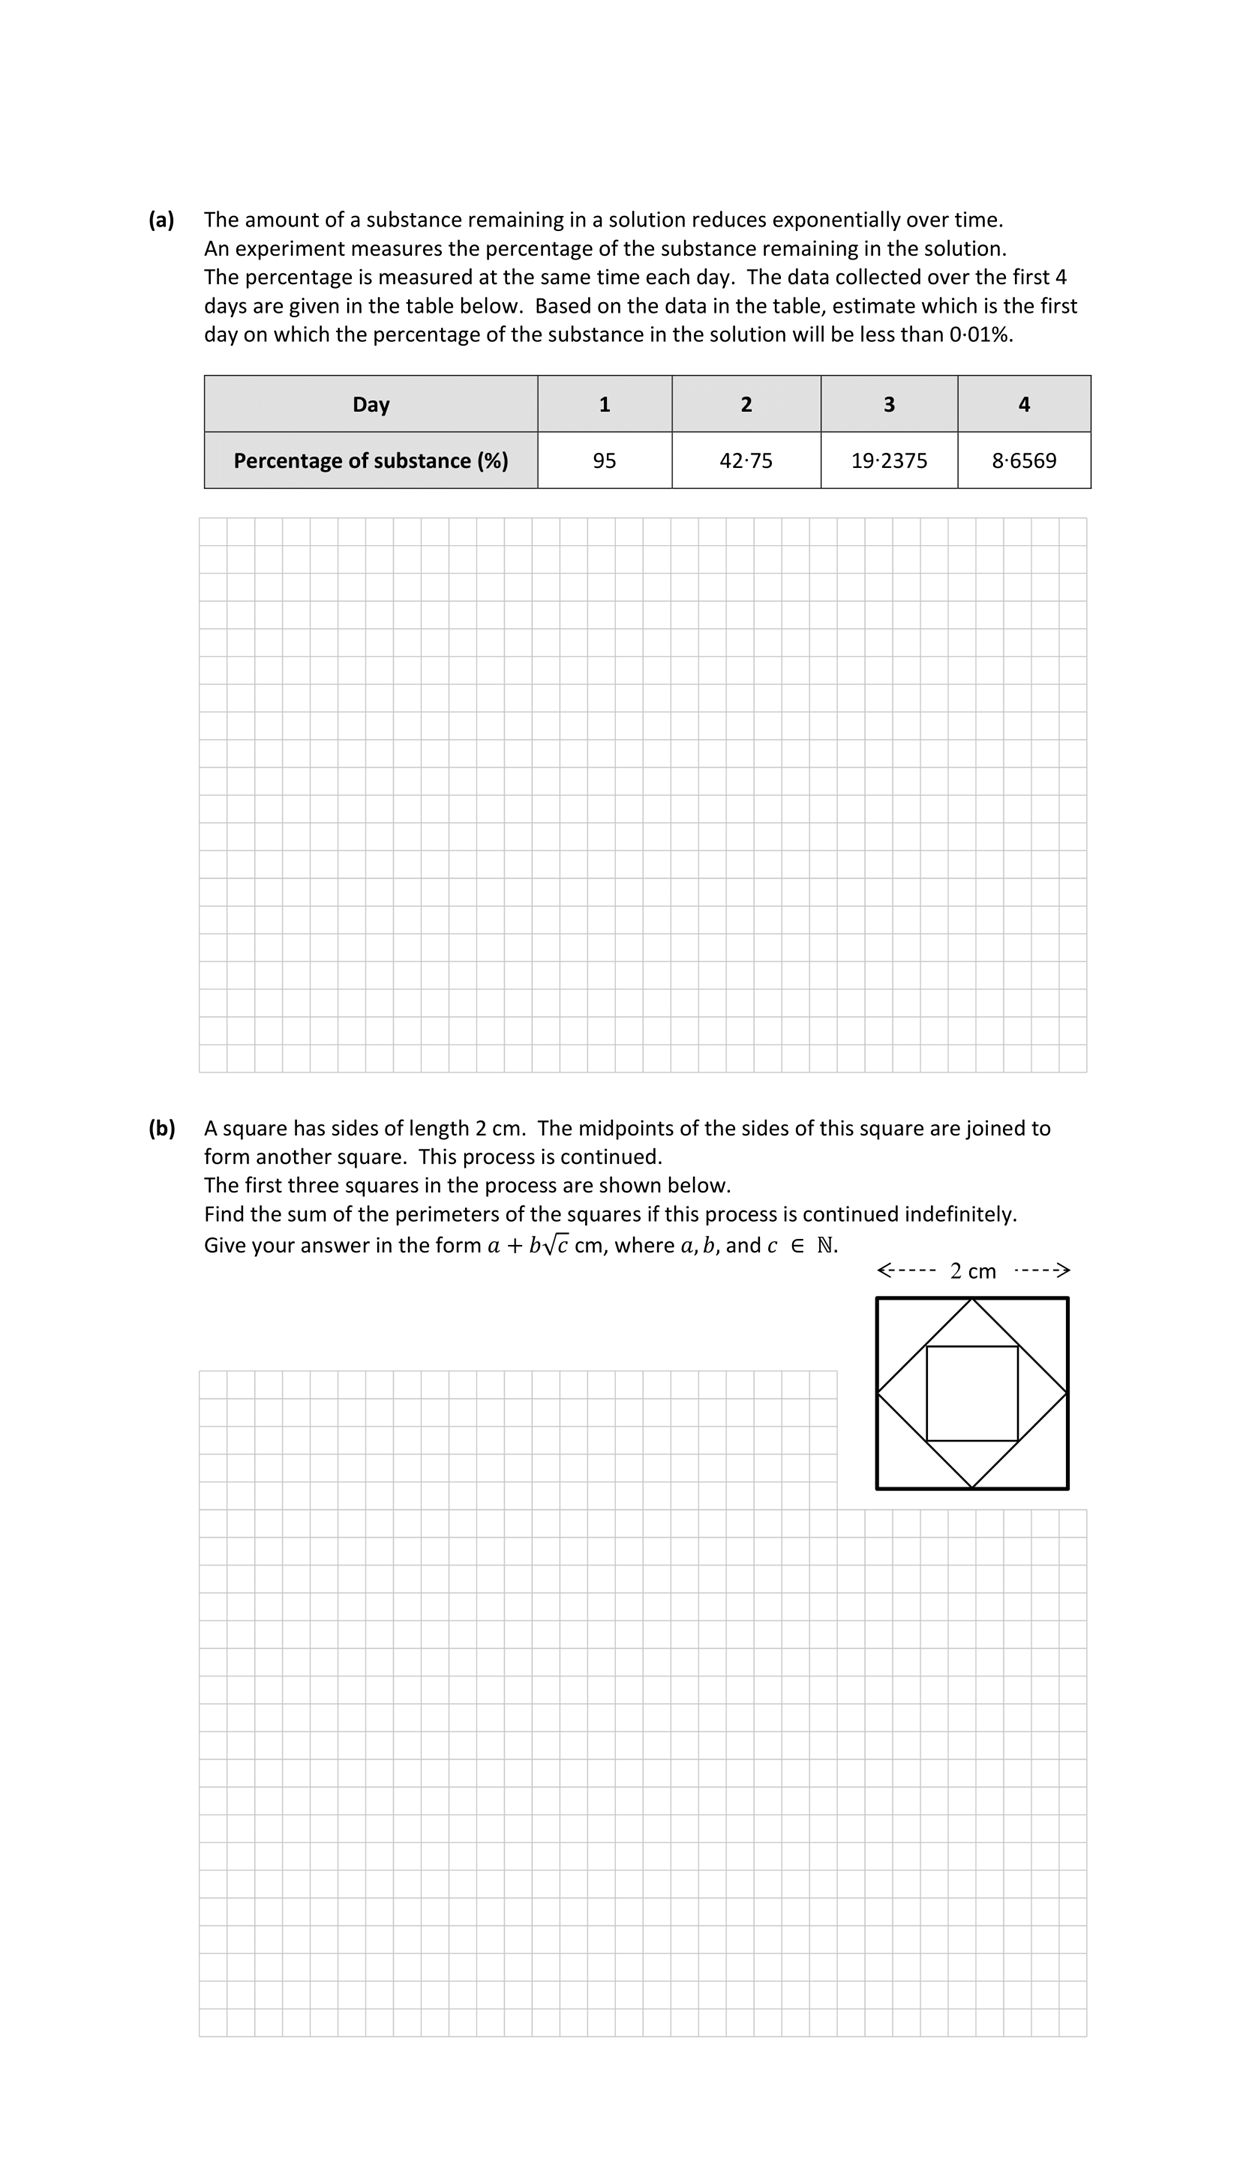 (a) The amount of a substance remaining in a solution reduces exponentially over time.
An experiment measures the percentage of the substance remaining in the solution.
The percentage is measured at the same time each day. The data collected over the first 4
days are given in the table below. Based on the data in the table, estimate which is the first
day on which the percentage of the substance in the solution will be less than 0·01%.
Day 1 2 3 4
Percentage of substance (%) 95 42·75 19·2375 8·6569
(b) A square has sides of length 2 cm. The midpoints of the sides of this square are joined to
form another square. This process is continued.
The first three squares in the process are shown below.
Find the sum of the perimeters of the squares if this process is continued indefinitely.
Give your answer in the form a + b√c cm, where a, b, and c ∈ ℕ.
2 cm